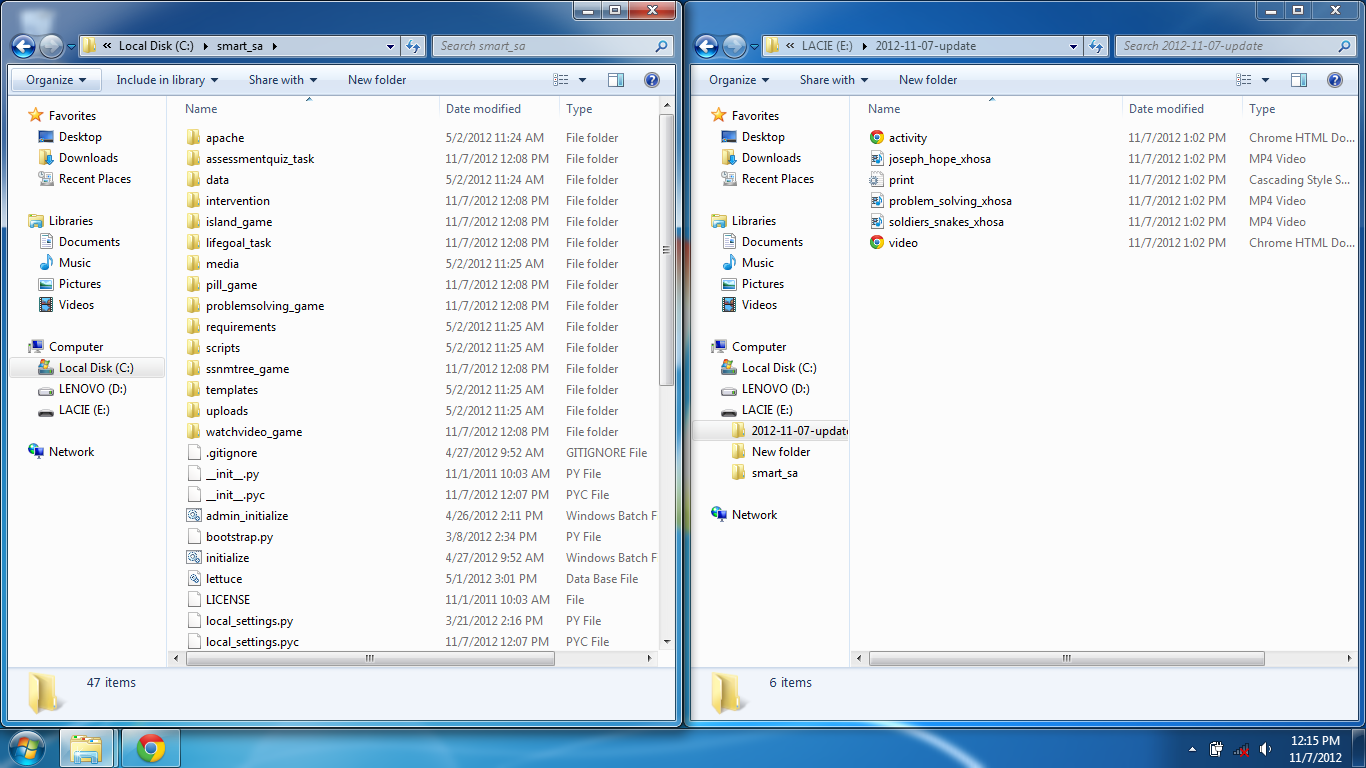 « Local Disk (C:) smart_sa
Search smart_sa
Organize Include in library Share with New folder
Favorites
Desktop
Downloads
Recent Places
Libraries
Documents
Music
Pictures
Videos
Computer
Local Disk (C:)
LENOVO (D:)
LACIE (E:)
Network
Name Date modified Type
apache 5/2/2012 11:24 AM File folder
assessmentquiz_task 11/7/2012 12:08 PM File folder
data 5/2/2012 11:24 AM File folder
intervention 11/7/2012 12:08 PM File folder
island_game 11/7/2012 12:08 PM File folder
lifegoal_task 11/7/2012 12:08 PM File folder
media 5/2/2012 11:25 AM File folder
pill_game 11/7/2012 12:08 PM File folder
problemsolving_game 11/7/2012 12:08 PM File folder
requirements 5/2/2012 11:25 AM File folder
scripts 5/2/2012 11:25 AM File folder
ssnmtree_game 11/7/2012 12:08 PM File folder
templates 5/2/2012 11:25 AM File folder
uploads 5/2/2012 11:25 AM File folder
watchvideo_game 11/7/2012 12:08 PM File folder
.gitignore 4/27/2012 9:52 AM GITIGNORE File
__init__.py 11/1/2011 10:03 AM PY File
__init__.pyc 11/7/2012 12:07 PM PYC File
admin_initialize 4/26/2012 2:11 PM Windows Batch F
bootstrap.py 3/8/2012 2:34 PM PY File
initialize 4/27/2012 9:52 AM Windows Batch F
lettuce 5/1/2012 3:01 PM Data Base File
LICENSE 11/1/2011 10:03 AM File
local_settings.py 3/21/2012 2:16 PM PY File
local_settings.pyc 11/7/2012 12:07 PM PYC File
47 items
« LACIE (E:) 2012-11-07-update
Search 2012-11-07-update
Organize Share with New folder
Favorites
Desktop
Downloads
Recent Places
Libraries
Documents
Music
Pictures
Videos
Computer
Local Disk (C:)
LENOVO (D:)
LACIE (E:)
2012-11-07-update
New folder
smart_sa
Network
Name Date modified Type
activity 11/7/2012 1:02 PM Chrome HTML Do...
joseph_hope_xhosa 11/7/2012 1:02 PM MP4 Video
print 11/7/2012 1:02 PM Cascading Style S...
problem_solving_xhosa 11/7/2012 1:02 PM MP4 Video
soldiers_snakes_xhosa 11/7/2012 1:02 PM MP4 Video
video 11/7/2012 1:02 PM Chrome HTML Do...
6 items
12:15 PM
11/7/2012